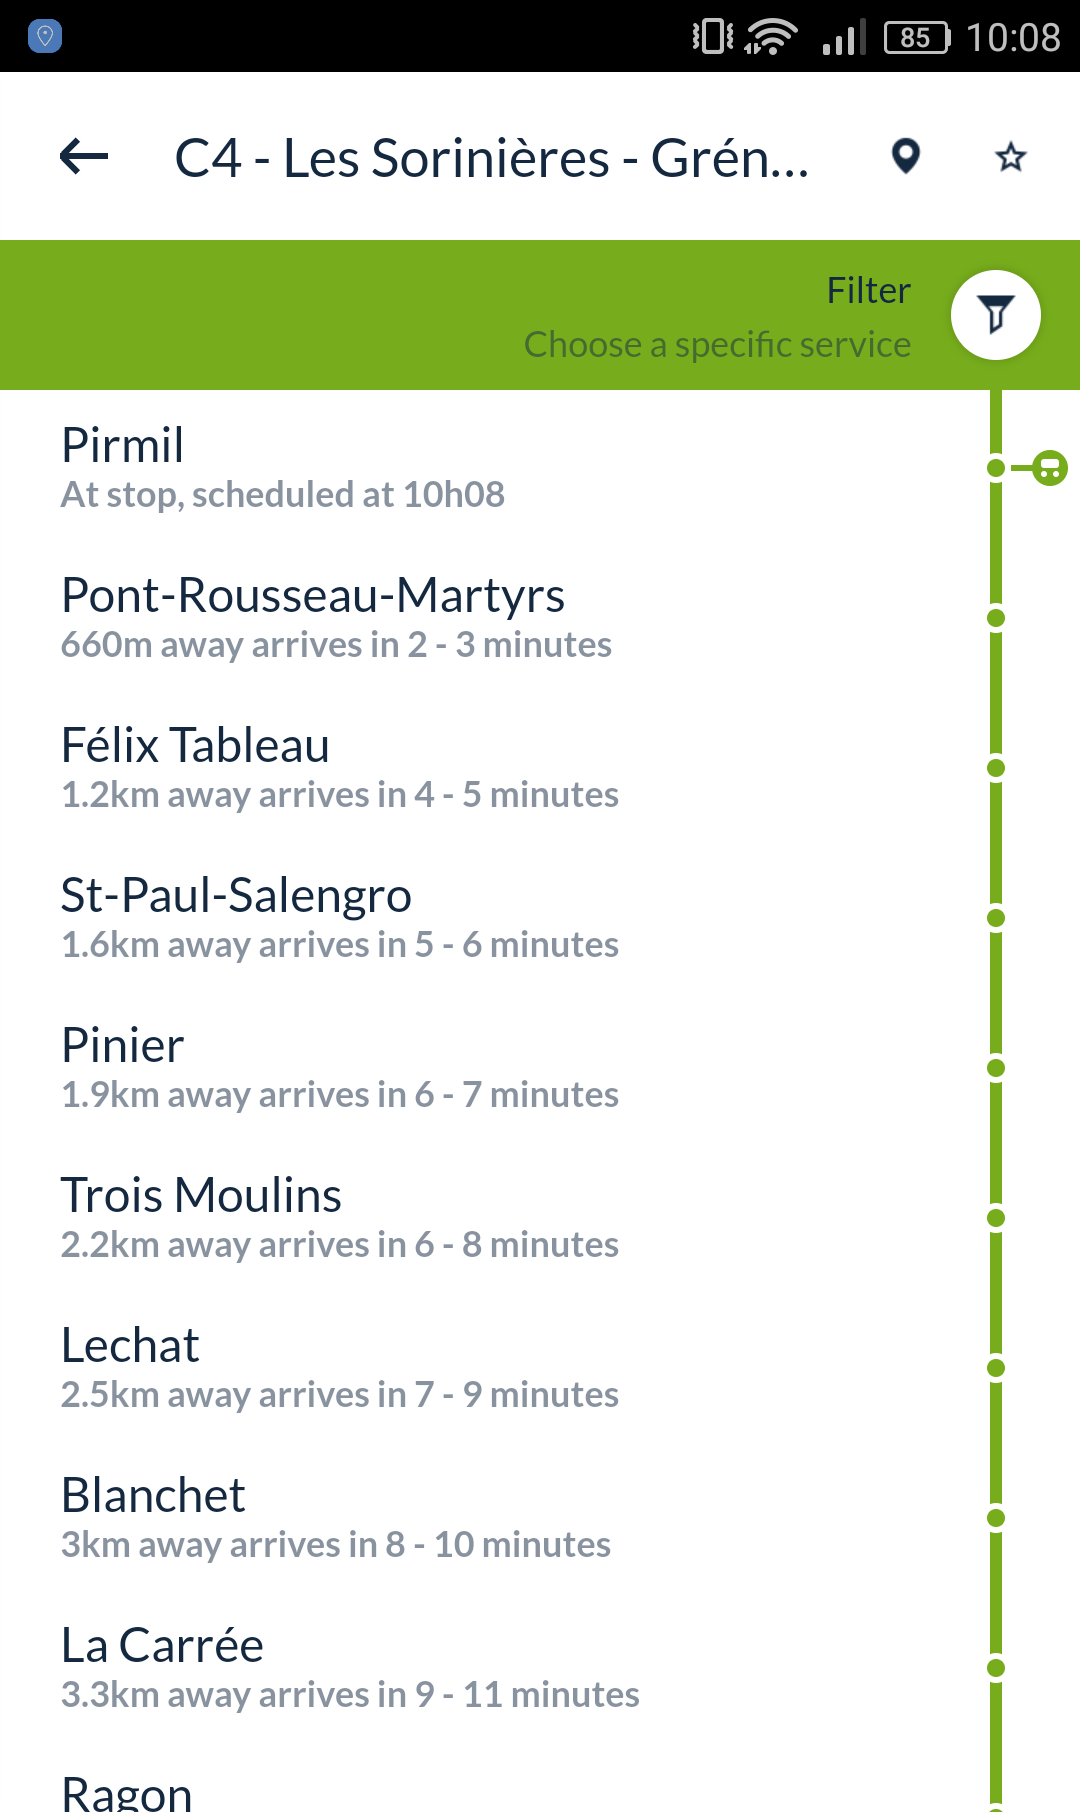 85 10:08
C4 - Les Sorinières - Grén...
Filter
Choose a specific service
Pirmil
At stop, scheduled at 10h08
Pont-Rousseau-Martyrs
660m away arrives in 2 - 3 minutes
Félix Tableau
1.2km away arrives in 4 - 5 minutes
St-Paul-Salengro
1.6km away arrives in 5 - 6 minutes
Pinier
1.9km away arrives in 6 - 7 minutes
Trois Moulins
2.2km away arrives in 6 - 8 minutes
Lechat
2.5km away arrives in 7 - 9 minutes
Blanchet
3km away arrives in 8 - 10 minutes
La Carrée
3.3km away arrives in 9 - 11 minutes
Ragon